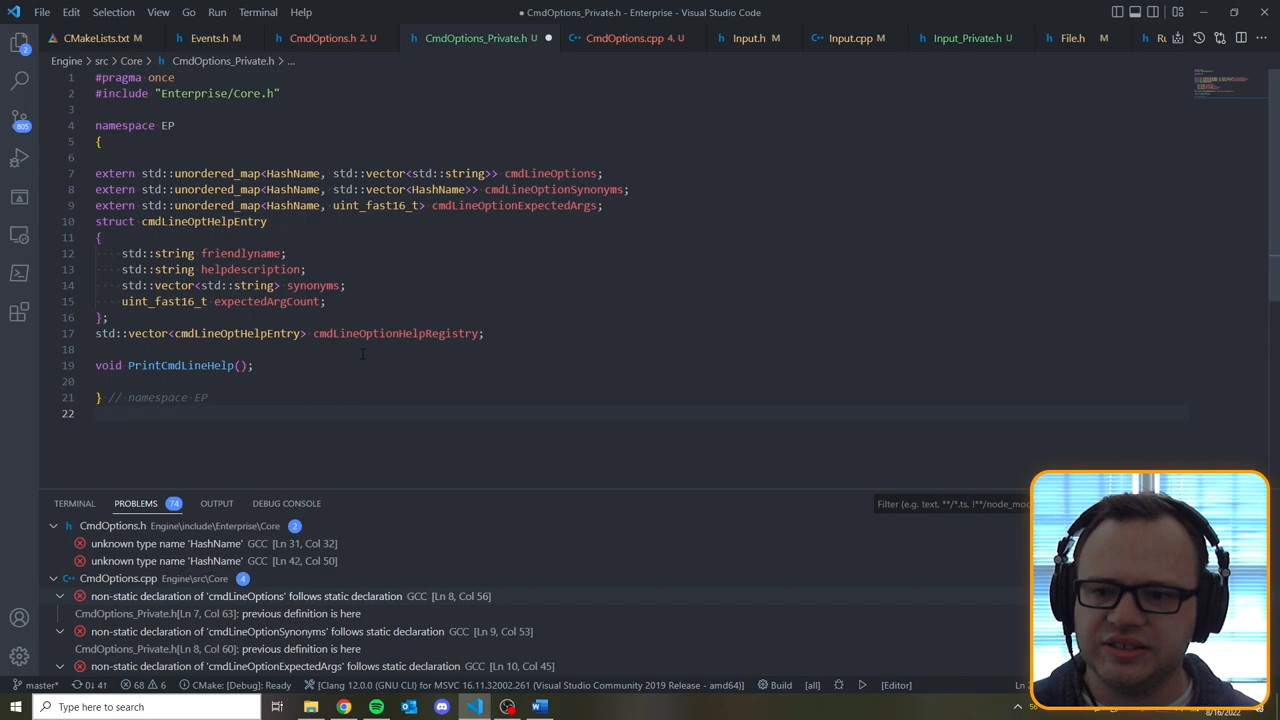 File Edit Selection View Go Run Terminal Help
● CmdOptions_Private.h - Enterprise - Visual Studio Code
CMakeLists.txt M
Events.h M
CmdOptions.h 2, U
CmdOptions_Private.h U ●
CmdOptions.cpp 4, U
Input.h M
Input.cpp M
Input_Private.h U
File.h M
Engine > src > Core > CmdOptions_Private.h > ...
1 #pragma once
2 #include "Enterprise/Core.h"
3
4 namespace EP
5 {
6
7 extern std::unordered_map<HashName, std::vector<std::string>> cmdLineOptions;
8 extern std::unordered_map<HashName, std::vector<HashName>> cmdLineOptionSynonyms;
9 extern std::unordered_map<HashName, uint_fast16_t> cmdLineOptionExpectedArgs;
10 struct cmdLineOptHelpEntry
11 {
12 std::string friendlyname;
13 std::string helpdescription;
14 std::vector<std::string> synonyms;
15 uint_fast16_t expectedArgCount;
16 };
17 std::vector<cmdLineOptHelpEntry> cmdLineOptionHelpRegistry;
18
19 void PrintCmdLineHelp();
20
21 } // namespace EP
22
2
805
TERMINAL PROBLEMS 74 OUTPUT DEBUG CONSOLE
Filter (e.g. text, **/*.ts, !**/node_mo
CmdOptions.h Engine\include\Enterprise\Core 2
unknown type name 'HashName' GCC [Ln 31, Col 32]
unknown type name 'HashName' GCC [Ln 42, Col 50]
CmdOptions.cpp Engine\src\Core 4
non-static declaration of 'cmdLineOptions' follows static declaration GCC [Ln 8, Col 56]
CmdOptions_Private.h[Ln 7, Col 63]: previous definition is here
non-static declaration of 'cmdLineOptionSynonyms' follows static declaration GCC [Ln 9, Col 53]
CmdOptions_Private.h[Ln 8, Col 60]: previous definition is here
non-static declaration of 'cmdLineOptionExpectedArgs' follows static declaration GCC [Ln 10, Col 45]
master* 0↓ 4↑ 68 6 CMake: [Debug]: Ready [Clang 12.0.0 (GNU CLI) for MSVC 16.11.32002.261 (Visual Studio Community 2019 Release - amd64)] Build [all] [Editor]
Type here to search
8/16/2022